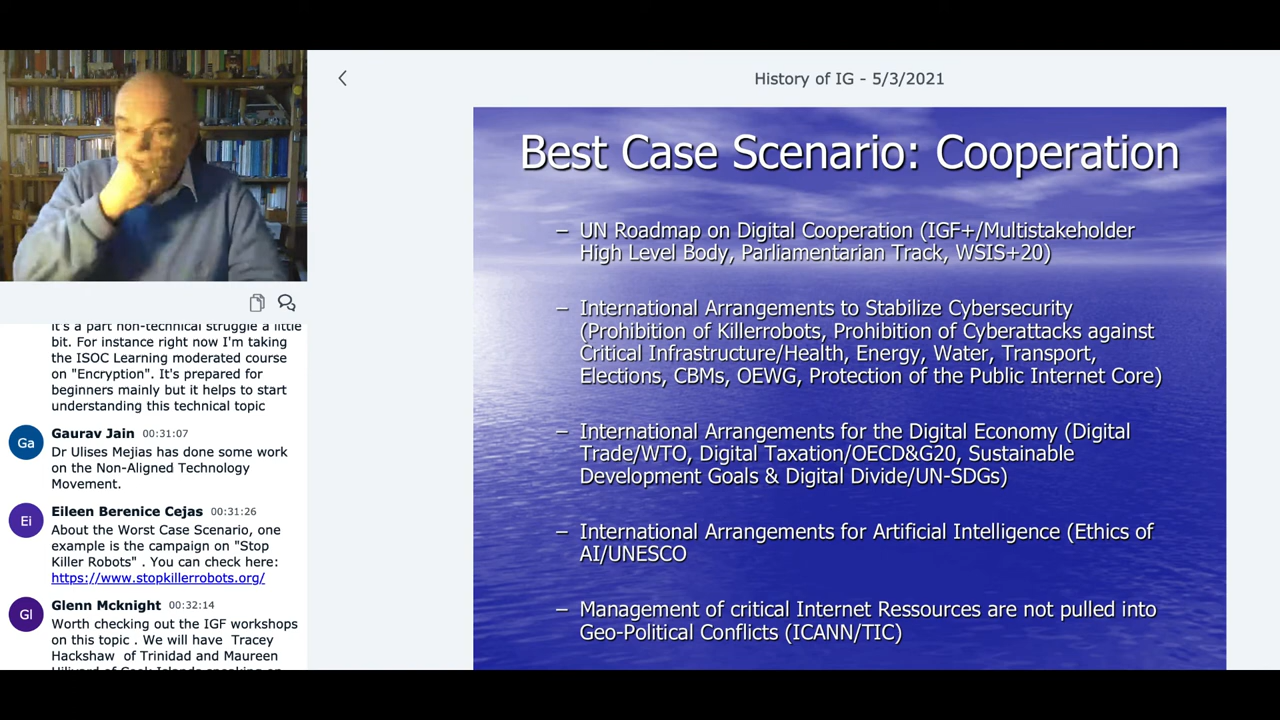 History of IG - 5/3/2021
Best Case Scenario: Cooperation
– UN Roadmap on Digital Cooperation (IGF+/Multistakeholder
High Level Body, Parliamentarian Track, WSIS+20)
– International Arrangements to Stabilize Cybersecurity
(Prohibition of Killerrobots, Prohibition of Cyberattacks against
Critical Infrastructure/Health, Energy, Water, Transport,
Elections, CBMs, OEWG, Protection of the Public Internet Core)
– International Arrangements for the Digital Economy (Digital
Trade/WTO, Digital Taxation/OECD&G20, Sustainable
Development Goals & Digital Divide/UN-SDGs)
– International Arrangements for Artificial Intelligence (Ethics of
AI/UNESCO
– Management of critical Internet Ressources are not pulled into
Geo-Political Conflicts (ICANN/TIC)
it's a part non-technical struggle a little
bit. For instance right now I'm taking
the ISOC Learning moderated course
on "Encryption". It's prepared for
beginners mainly but it helps to start
understanding this technical topic
Ga
Gaurav Jain 00:31:07
Dr Ulises Mejias has done some work
on the Non-Aligned Technology
Movement.
Ei
Eileen Berenice Cejas 00:31:26
About the Worst Case Scenario, one
example is the campaign on "Stop
Killer Robots" . You can check here:
https://www.stopkillerrobots.org/
Gl
Glenn Mcknight 00:32:14
Worth checking out the IGF workshops
on this topic . We will have Tracey
Hackshaw of Trinidad and Maureen